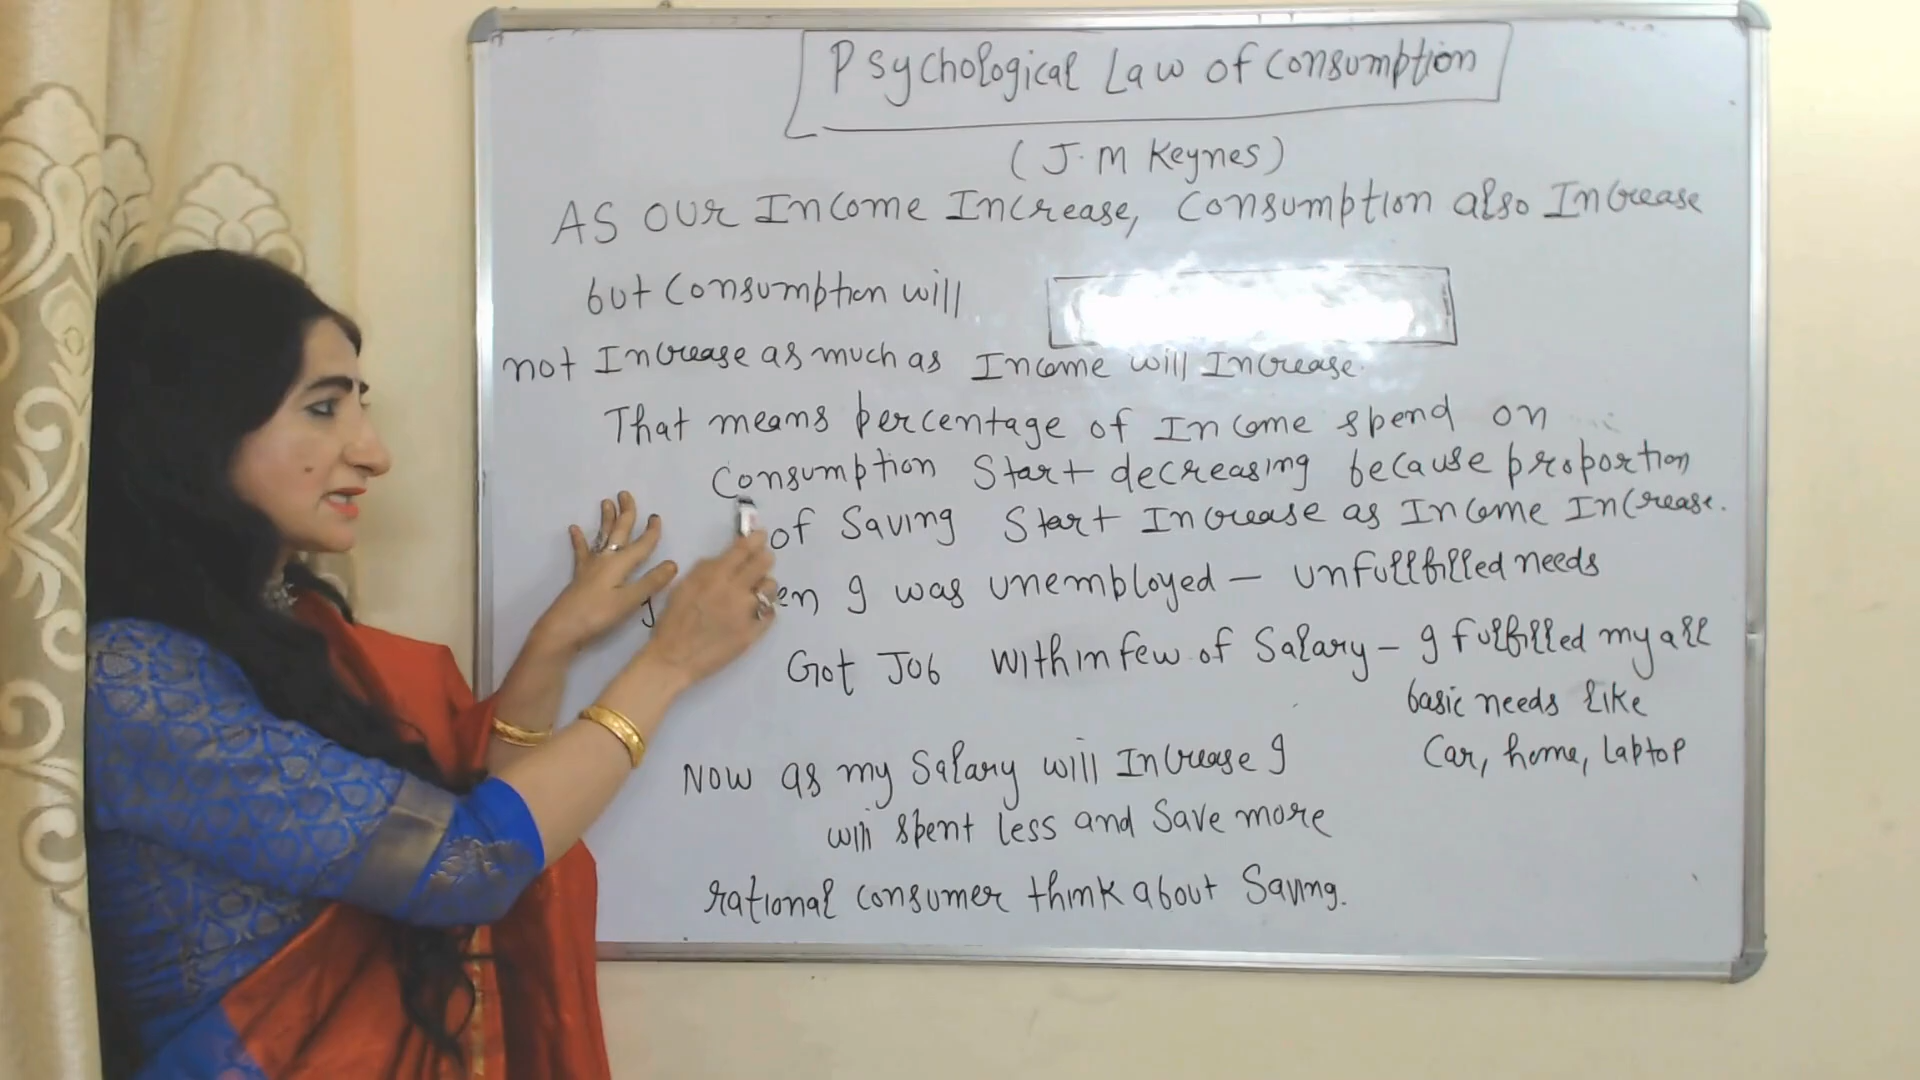 Psychological Law of Consumption
(J.M Keynes)
As our Income Increase, Consumption also Increase
but Consumption will
not Increase as much as Income will Increase.
That means percentage of Income spend on
Consumption Start decreasing because proportion
of Saving Start Increase as Income Increase.
I was unemployed – unfullfilled needs
Got Job within few of Salary – I fulfilled my all
basic needs like
Car, home, Laptop
Now as my Salary will Increase I
will spent less and Save more
rational consumer think about Saving.